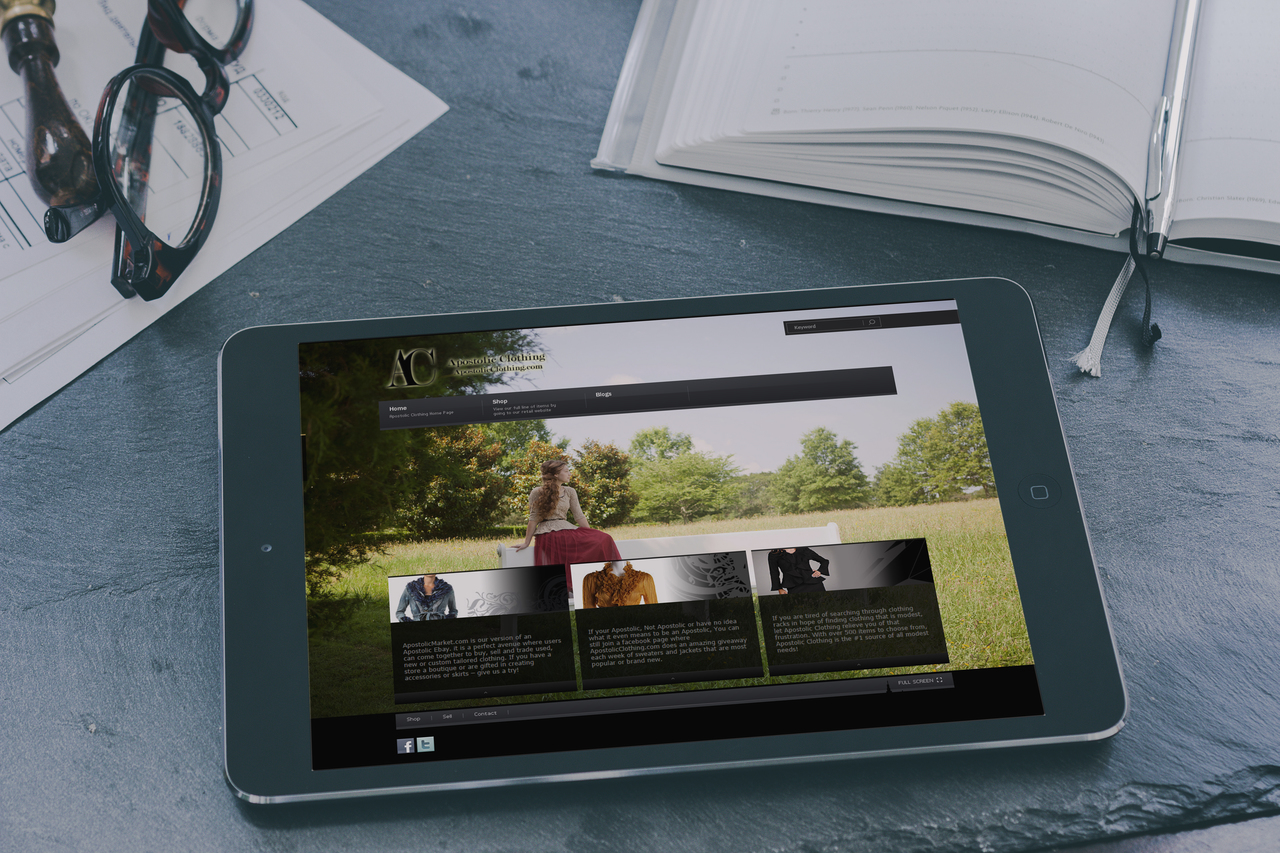 0330212
Keyword
AC
Apostolic Clothing
ApostolicClothing.com
Home
Apostolic Clothing Home Page
Shop
View our full line of items by
going to our retail website
Blogs
ApostolicMarket.com is our version of an
Apostolic Ebay. it is a perfect avenue where users
can come together to buy, sell and trade used,
new or custom tailored clothing. If you have a
store a boutique or are gifted in creating
accessories or skirts – give us a try!
If your Apostolic, Not Apostolic or have no idea
what it even means to be an Apostolic, You can
still join a facebook page where
ApostolicClothing.com does an amazing giveaway
each week of sweaters and jackets that are most
popular or brand new.
If you are tired of searching through clothing
racks in hope of finding clothing that is modest,
let Apostolic Clothing relieve you of that
frustration. With over 500 items to choose from,
Apostolic Clothing is the #1 source of all modest
needs!
Shop | Sell | Contact |
FULL SCREEN
f t